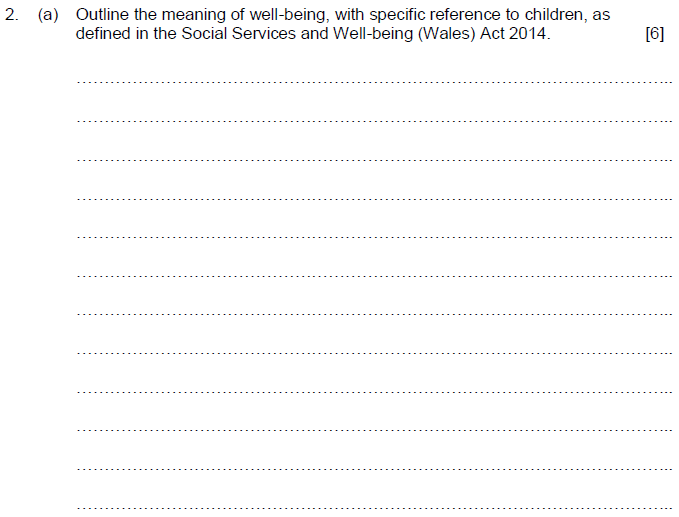 2. (a) Outline the meaning of well-being, with specific reference to children, as
defined in the Social Services and Well-being (Wales) Act 2014. [6]